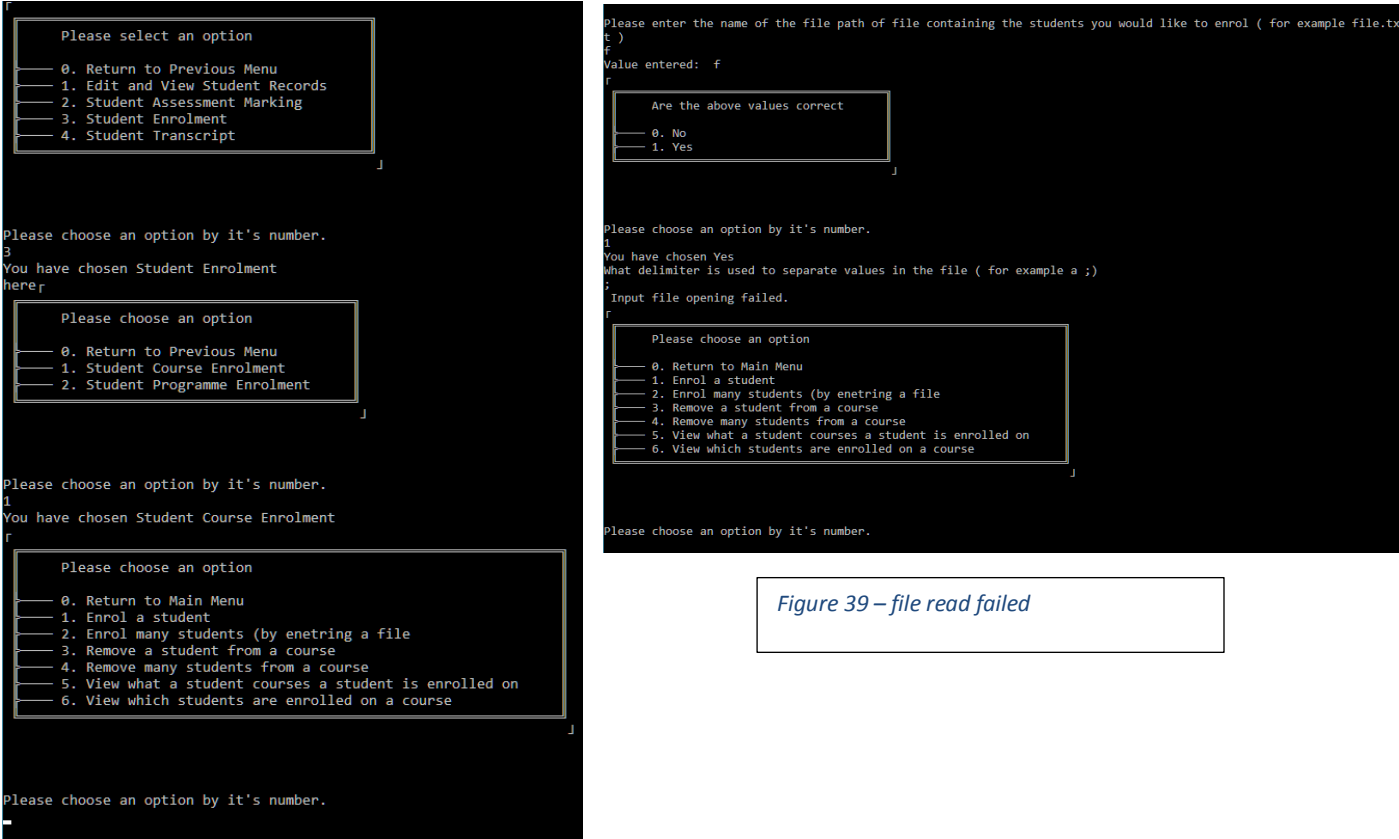 Please select an option
0. Return to Previous Menu
1. Edit and View Student Records
2. Student Assessment Marking
3. Student Enrolment
4. Student Transcript
Please choose an option by it's number.
3
You have chosen Student Enrolment
here
Please choose an option
0. Return to Previous Menu
1. Student Course Enrolment
2. Student Programme Enrolment
Please choose an option by it's number.
1
You have chosen Student Course Enrolment
Please choose an option
0. Return to Main Menu
1. Enrol a student
2. Enrol many students (by enetring a file
3. Remove a student from a course
4. Remove many students from a course
5. View what a student courses a student is enrolled on
6. View which students are enrolled on a course
Please choose an option by it's number.
Please enter the name of the file path of file containing the students you would like to enrol ( for example file.tx
t )
f
Value entered:  f
Are the above values correct
0. No
1. Yes
Please choose an option by it's number.
1
You have chosen Yes
What delimiter is used to separate values in the file ( for example a ;)
;
Input file opening failed.
Please choose an option
0. Return to Main Menu
1. Enrol a student
2. Enrol many students (by enetring a file
3. Remove a student from a course
4. Remove many students from a course
5. View what a student courses a student is enrolled on
6. View which students are enrolled on a course
Please choose an option by it's number.
Figure 39 – file read failed